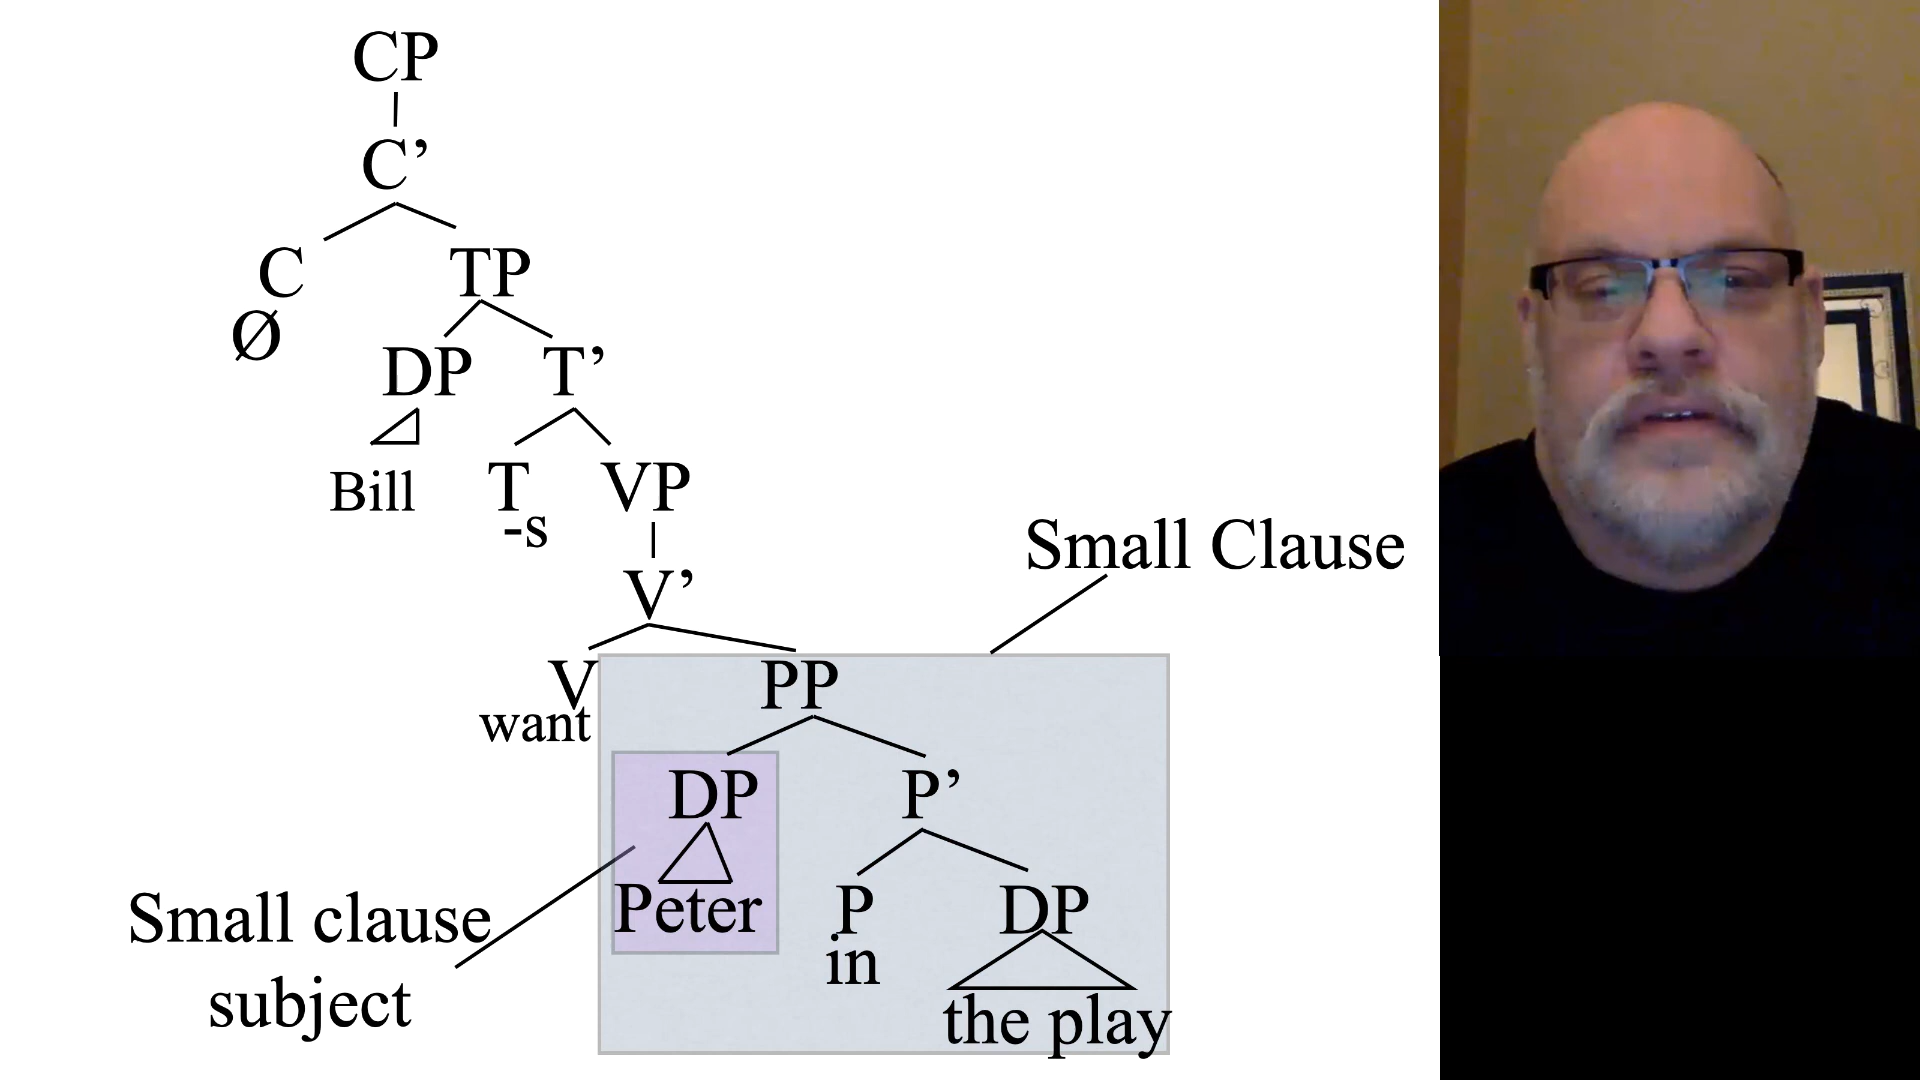 CP
C’
C TP
Ø
DP T’
Bill T VP
-s
Small Clause
V’
V PP
want
DP P’
Peter P DP
Small clause
in
subject
the play